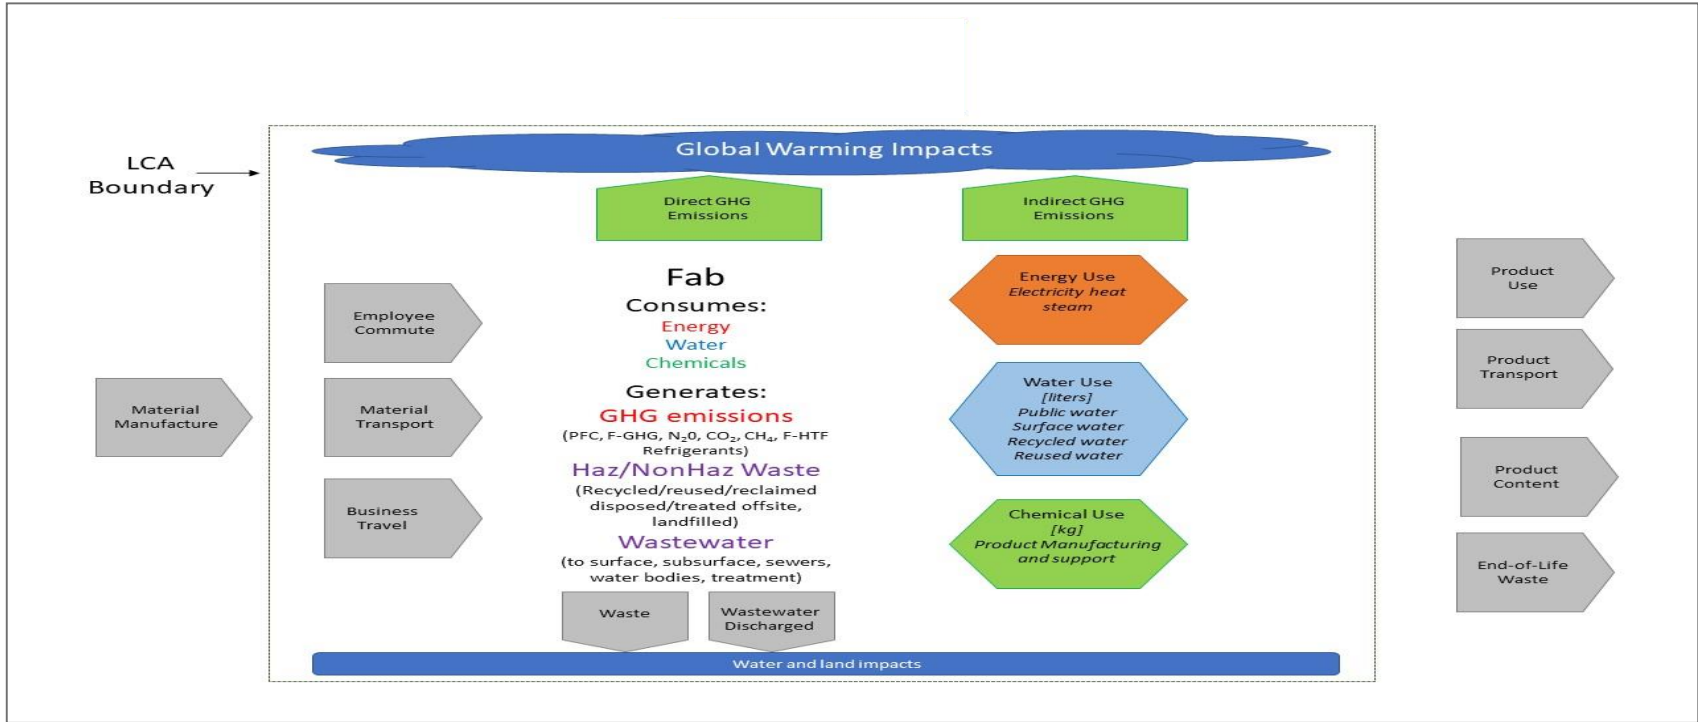 Global Warming Impacts
LCA
Boundary
Direct GHG
Emissions
Indirect GHG
Emissions
Material
Manufacture
Employee
Commute
Material
Transport
Business
Travel
Fab
Consumes:
Energy
Water
Chemicals
Generates:
GHG emissions
(PFC, F-GHG, N₂0, CO₂, CH₄, F-HTF
Refrigerants)
Haz/NonHaz Waste
(Recycled/reused/reclaimed
disposed/treated offsite,
landfilled)
Wastewater
(to surface, subsurface, sewers,
water bodies, treatment)
Waste
Wastewater
Discharged
Energy Use
Electricity heat
steam
Water Use
[liters]
Public water
Surface water
Recycled water
Reused water
Chemical Use
[kg]
Product Manufacturing
and support
Product
Use
Product
Transport
Product
Content
End-of-Life
Waste
Water and land impacts